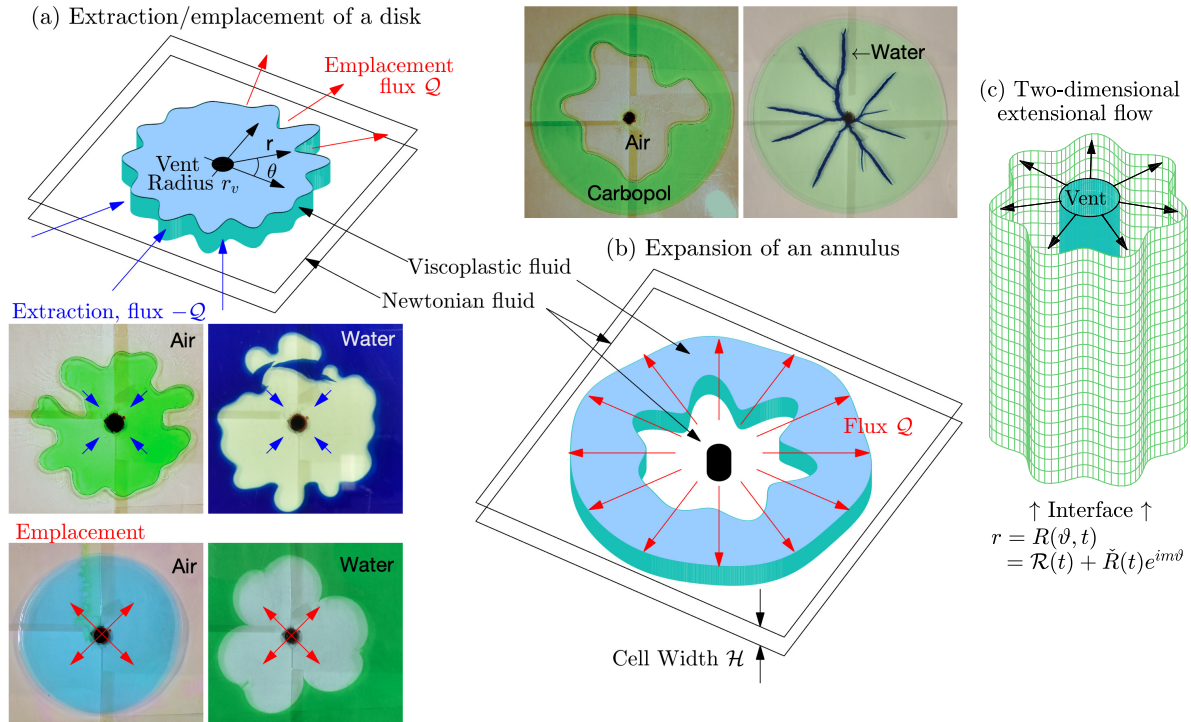 (a) Extraction/emplacement of a disk
Emplacement
flux 𝒬
r
θ
Vent
Radius r_v
Viscoplastic fluid
Newtonian fluid
Extraction, flux −𝒬
Air
Water
Emplacement
Air
Water
←Water
Air
Carbopol
(b) Expansion of an annulus
Flux 𝒬
Cell Width ℋ
(c) Two-dimensional
extensional flow
Vent
↑ Interface ↑
r = R(ϑ, t)
= ℛ(t) + Ř(t)e^{imϑ}